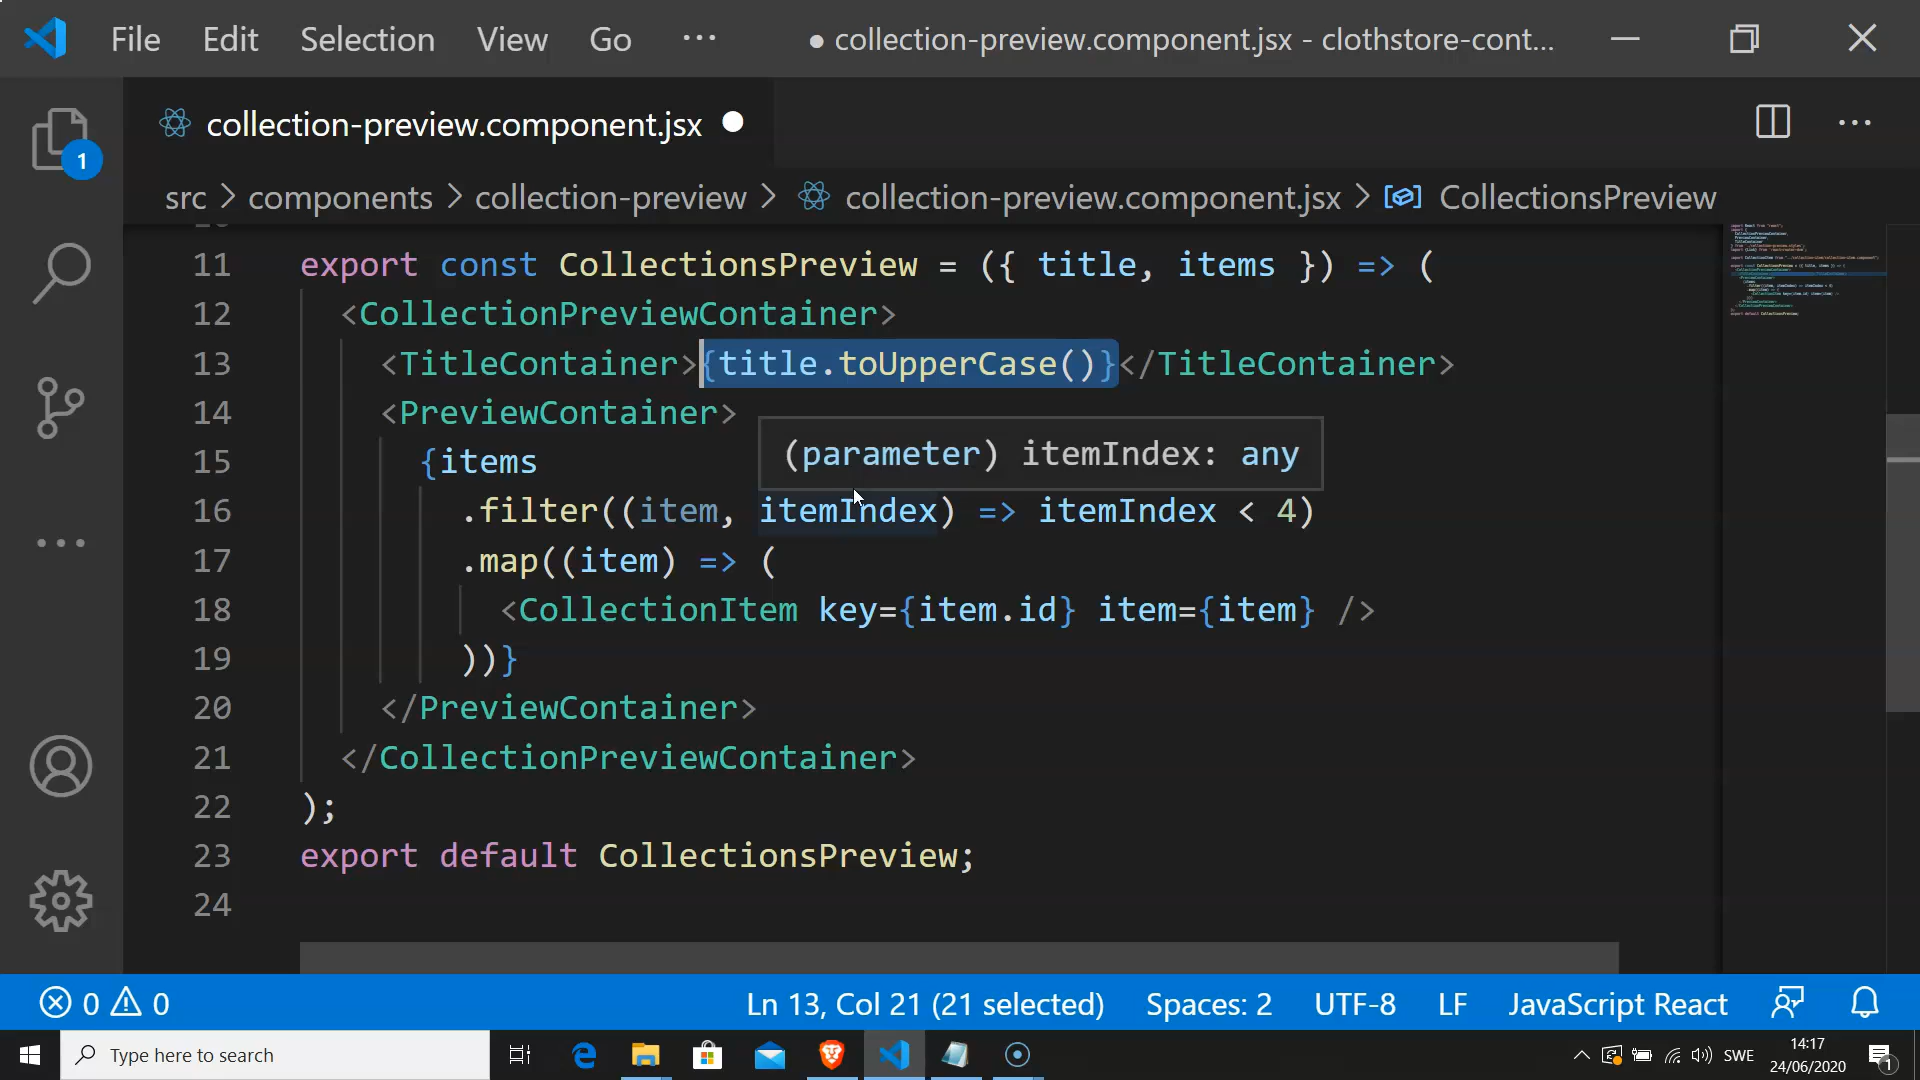 File Edit Selection View Go ··· ● collection-preview.component.jsx - clothstore-cont...
collection-preview.component.jsx ●
src > components > collection-preview > collection-preview.component.jsx > CollectionsPreview
11 export const CollectionsPreview = ({ title, items }) => (
12 <CollectionPreviewContainer>
13 <TitleContainer>{title.toUpperCase()}</TitleContainer>
14 <PreviewContainer>
(parameter) itemIndex: any
15 {items
16 .filter((item, itemIndex) => itemIndex < 4)
17 .map((item) => (
18 <CollectionItem key={item.id} item={item} />
19 ))}
20 </PreviewContainer>
21 </CollectionPreviewContainer>
22 );
23 export default CollectionsPreview;
24
1
0 0 Ln 13, Col 21 (21 selected) Spaces: 2 UTF-8 LF JavaScript React
Type here to search
SWE
14:17
24/06/2020
1